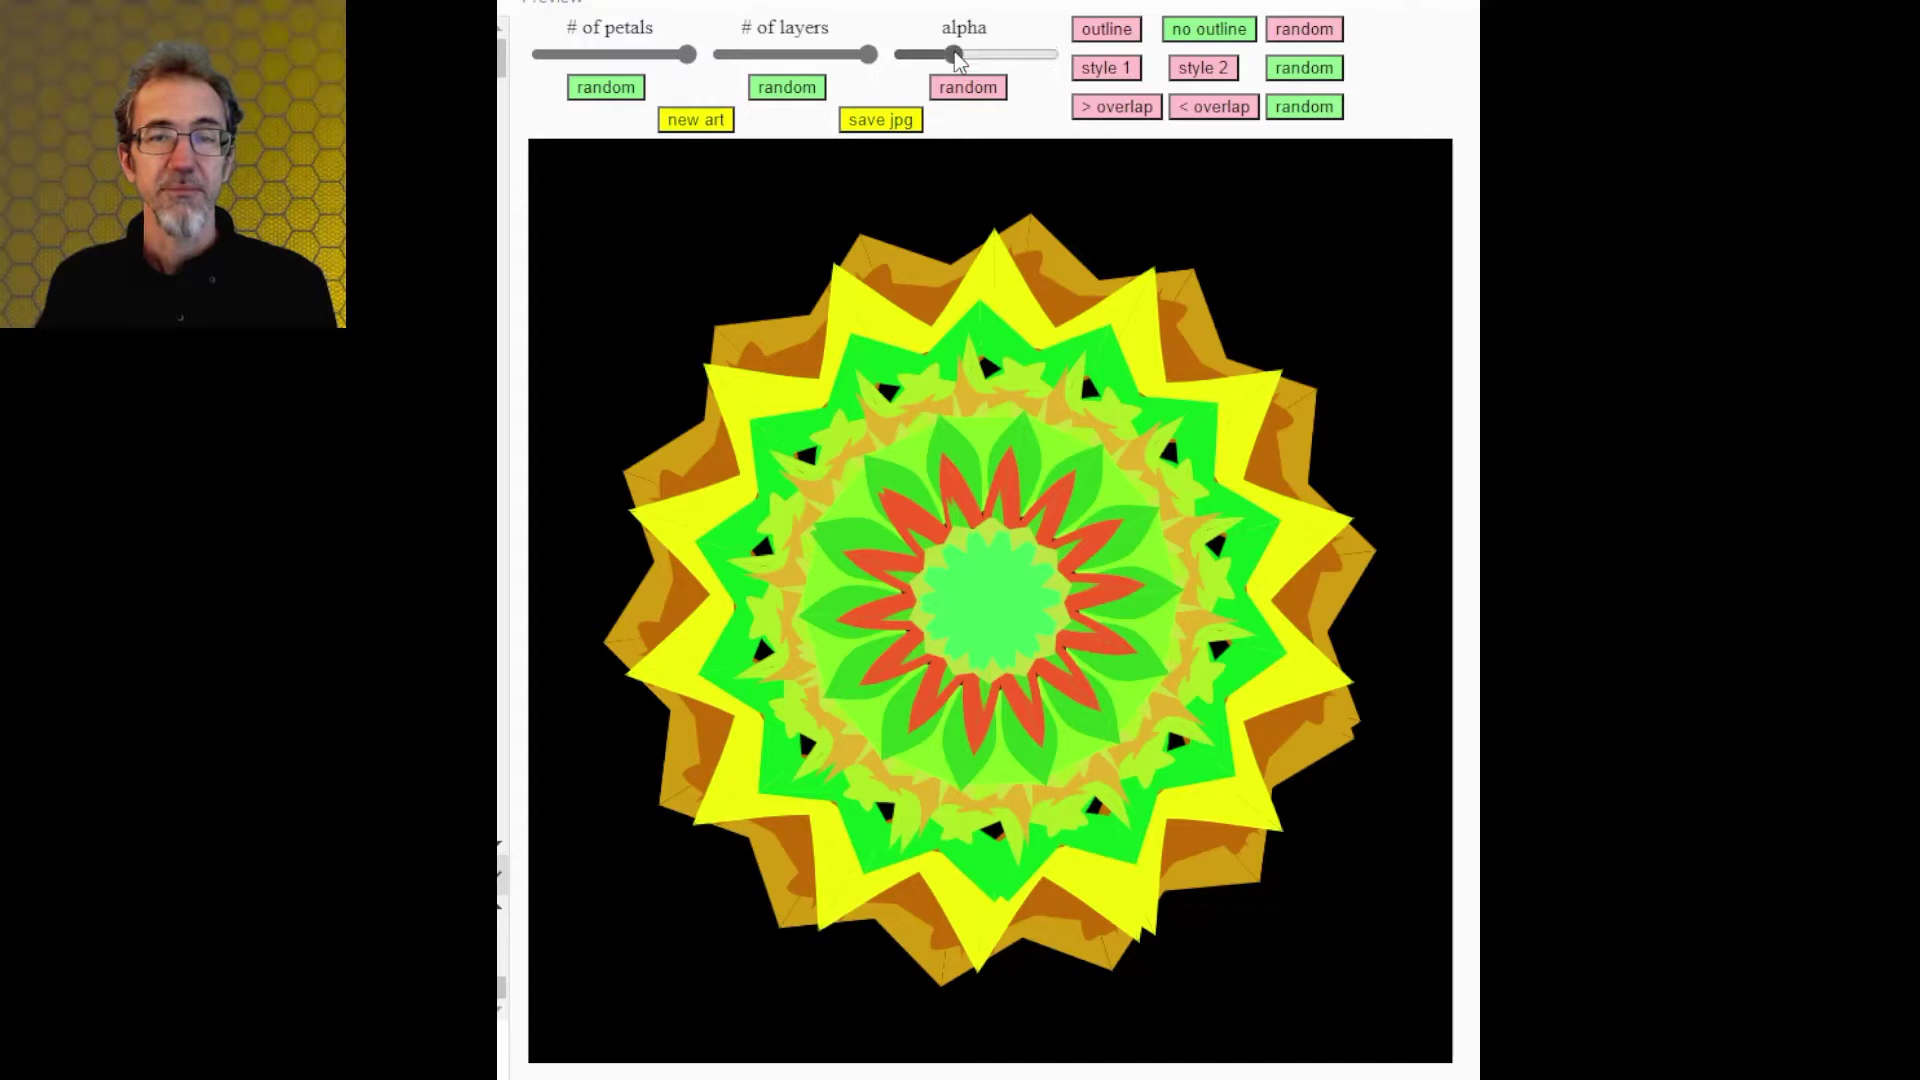 Preview
# of petals # of layers alpha outline no outline random
style 1 style 2 random
random random random
> overlap < overlap random
new art save jpg